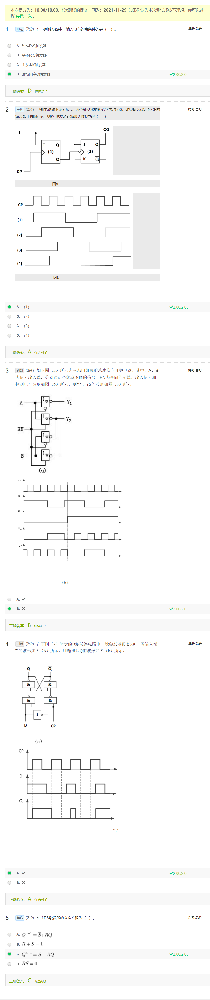 本次得分为：10.00/10.00, 本次测试的提交时间为：2021-11-29, 如果你认为本次测试成绩不理想，你可以选
择 再做一次 。
1 单选 (2分) 在下列触发器中，输入没有约束条件的是（ ）。 得分/总分
A. 时钟R-S触发器
B. 基本R-S触发器
C. 主从J-K触发器
D. 维持阻塞D触发器 2.00/2.00
正确答案：D 你选对了
2 单选 (2分) 已知电路如下图a所示，两个触发器的初始状态均为0，如果输入端时钟CP的 得分/总分
波形如下图b所示，则输出端Q1的波形为图b中的（ ）
Q1
1
T Q J Q
(1) (2)
Q̅ K Q̅
CP
图a
CP
(1)
(2)
(3)
(4)
图b
A. （1） 2.00/2.00
B. （2）
C. （3）
D. （4）
正确答案：A 你选对了
3 判断 (2分) 如下图（a）所示为三态门组成的总线换向开关电路，其中，A、B 得分/总分
为信号输入端，分别送两个频率不同的信号；EN为换向控制端，输入信号和
控制电平波形如图（b）所示，则Y1、Y2的波形如图（b）所示。
A 1▽ Y₁
1▽ Y₂
EN
1▽
B 1▽
(a)
A
B
EN
Y1
Y2
（b）
A. ✓
B. ✕ 2.00/2.00
正确答案：B 你选对了
4 判断 (2分) 在下图（a）所示的D触发器电路中，设触发器初态为0，若输入端 得分/总分
D的波形如图（b）所示，则输出端Q的波形如图（b）所示。
Q Q̅
& &
& &
1
D CP
（a）
CP
D
Q
（b）
A. ✓ 2.00/2.00
B. ✕
正确答案：A 你选对了
5 单选 (2分) 钟控RS触发器的次态方程为（ ）。 得分/总分
A. Qⁿ⁺¹ = S̅+RQ
B. R + S = 1
C. Qⁿ⁺¹ = S + R̅Q 2.00/2.00
D. RS = 0
正确答案：C 你选对了